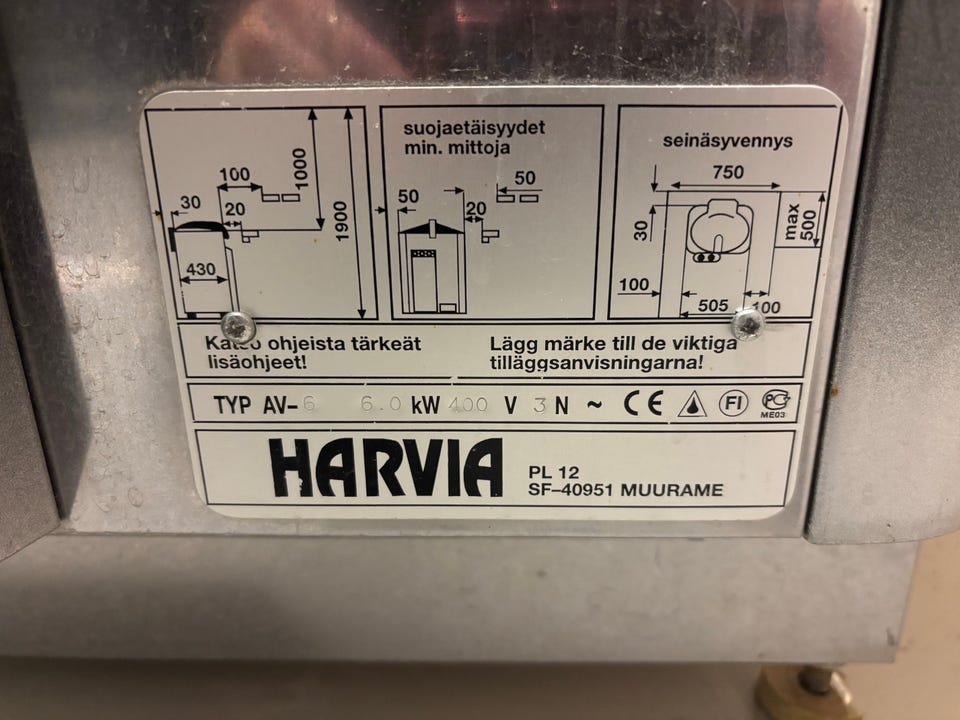 1000
1900
100
30
20
430
suojaetäisyydet
min. mittoja
50
50
20
seinäsyvennys
750
30
max
500
100
505
100
Katso ohjeista tärkeät
lisäohjeet!
Lägg märke till de viktiga
tilläggsanvisningarna!
TYP AV-6 6.0 kW 400 V 3 N ~ CE FI PG
ME03
HARVIA
PL 12
SF-40951 MUURAME